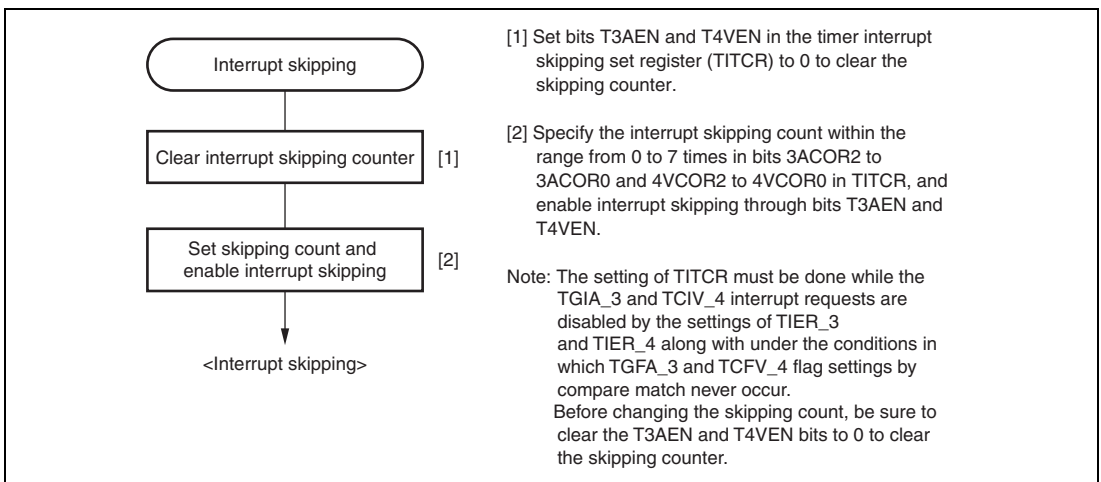 Interrupt skipping
Clear interrupt skipping counter
[1]
Set skipping count and
enable interrupt skipping
[2]
<Interrupt skipping>
[1] Set bits T3AEN and T4VEN in the timer interrupt
skipping set register (TITCR) to 0 to clear the
skipping counter.
[2] Specify the interrupt skipping count within the
range from 0 to 7 times in bits 3ACOR2 to
3ACOR0 and 4VCOR2 to 4VCOR0 in TITCR, and
enable interrupt skipping through bits T3AEN and
T4VEN.
Note: The setting of TITCR must be done while the
TGIA_3 and TCIV_4 interrupt requests are
disabled by the settings of TIER_3
and TIER_4 along with under the conditions in
which TGFA_3 and TCFV_4 flag settings by
compare match never occur.
Before changing the skipping count, be sure to
clear the T3AEN and T4VEN bits to 0 to clear
the skipping counter.